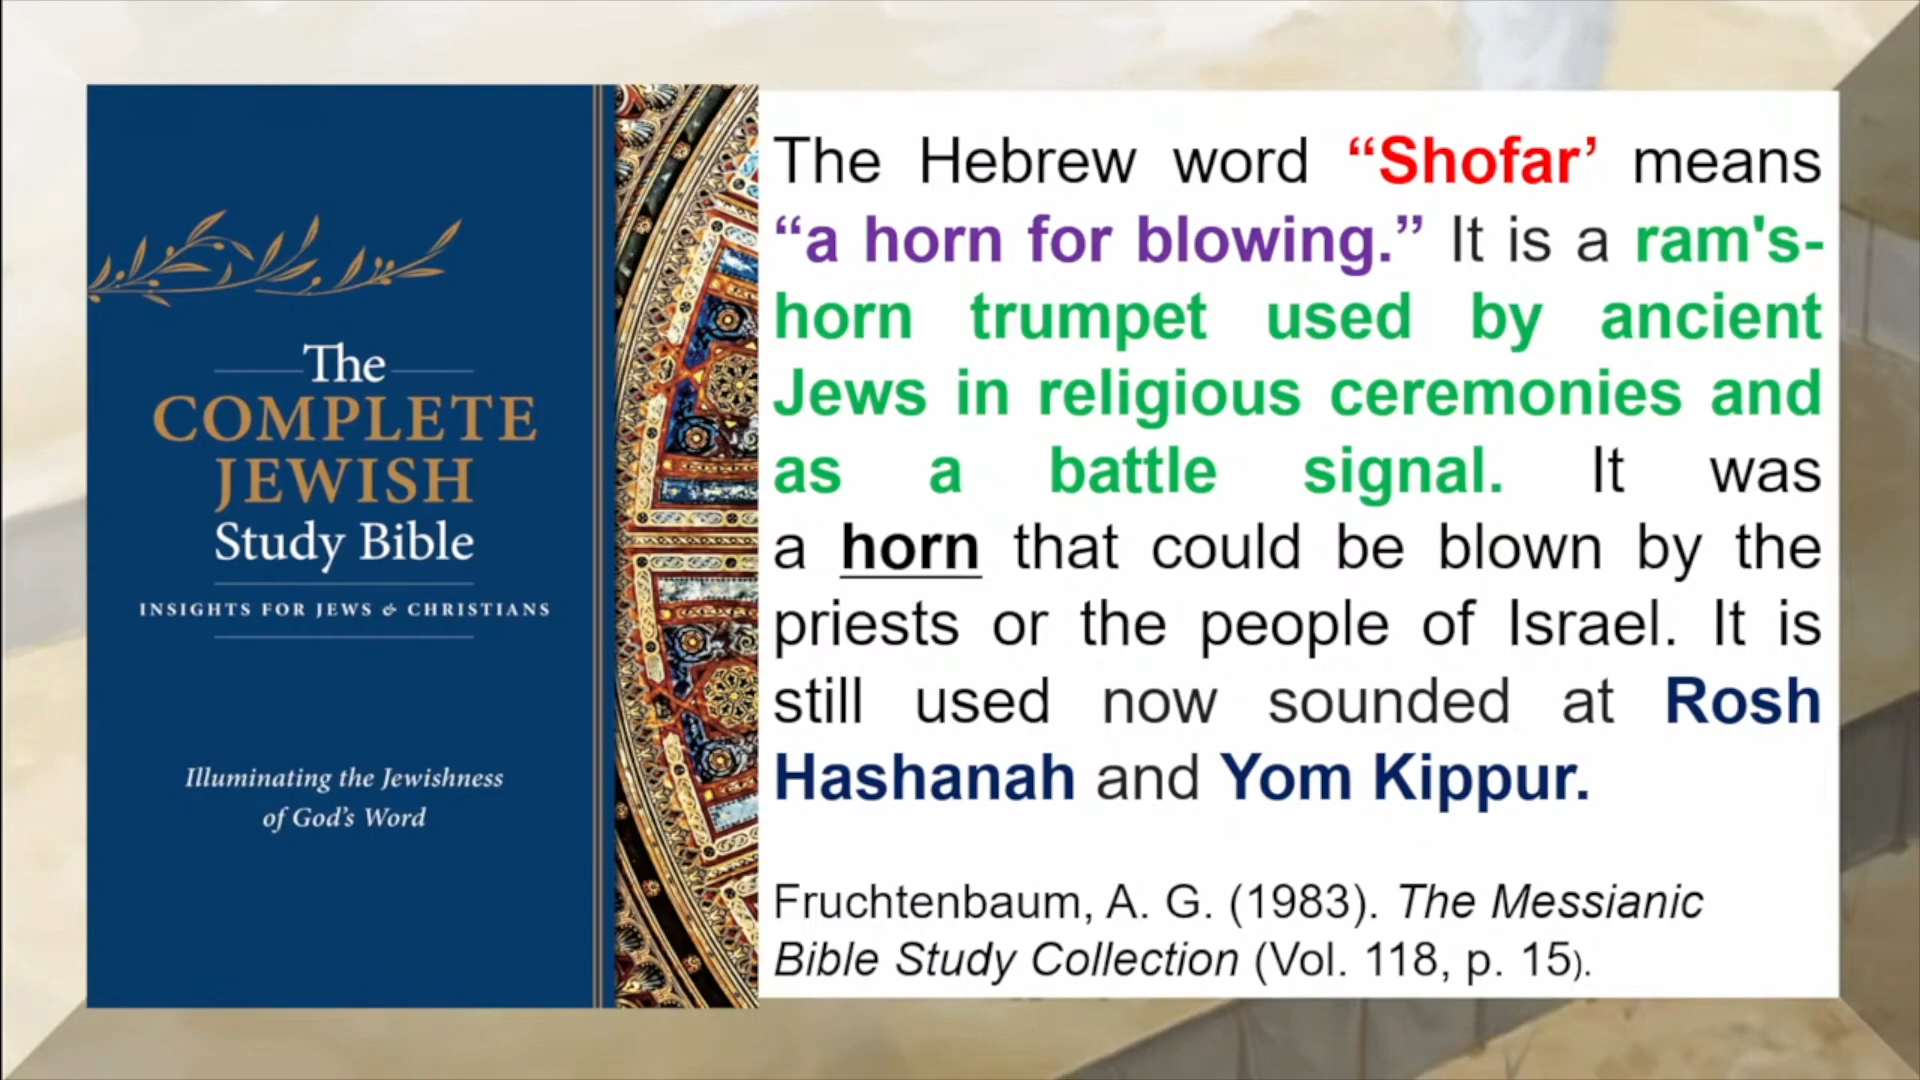 The
COMPLETE
JEWISH
Study Bible
INSIGHTS FOR JEWS & CHRISTIANS
Illuminating the Jewishness
of God's Word
The Hebrew word “Shofar’ means
“a horn for blowing.” It is a ram's-
horn trumpet used by ancient
Jews in religious ceremonies and
as a battle signal. It was
a horn that could be blown by the
priests or the people of Israel. It is
still used now sounded at Rosh
Hashanah and Yom Kippur.
Fruchtenbaum, A. G. (1983). The Messianic
Bible Study Collection (Vol. 118, p. 15).